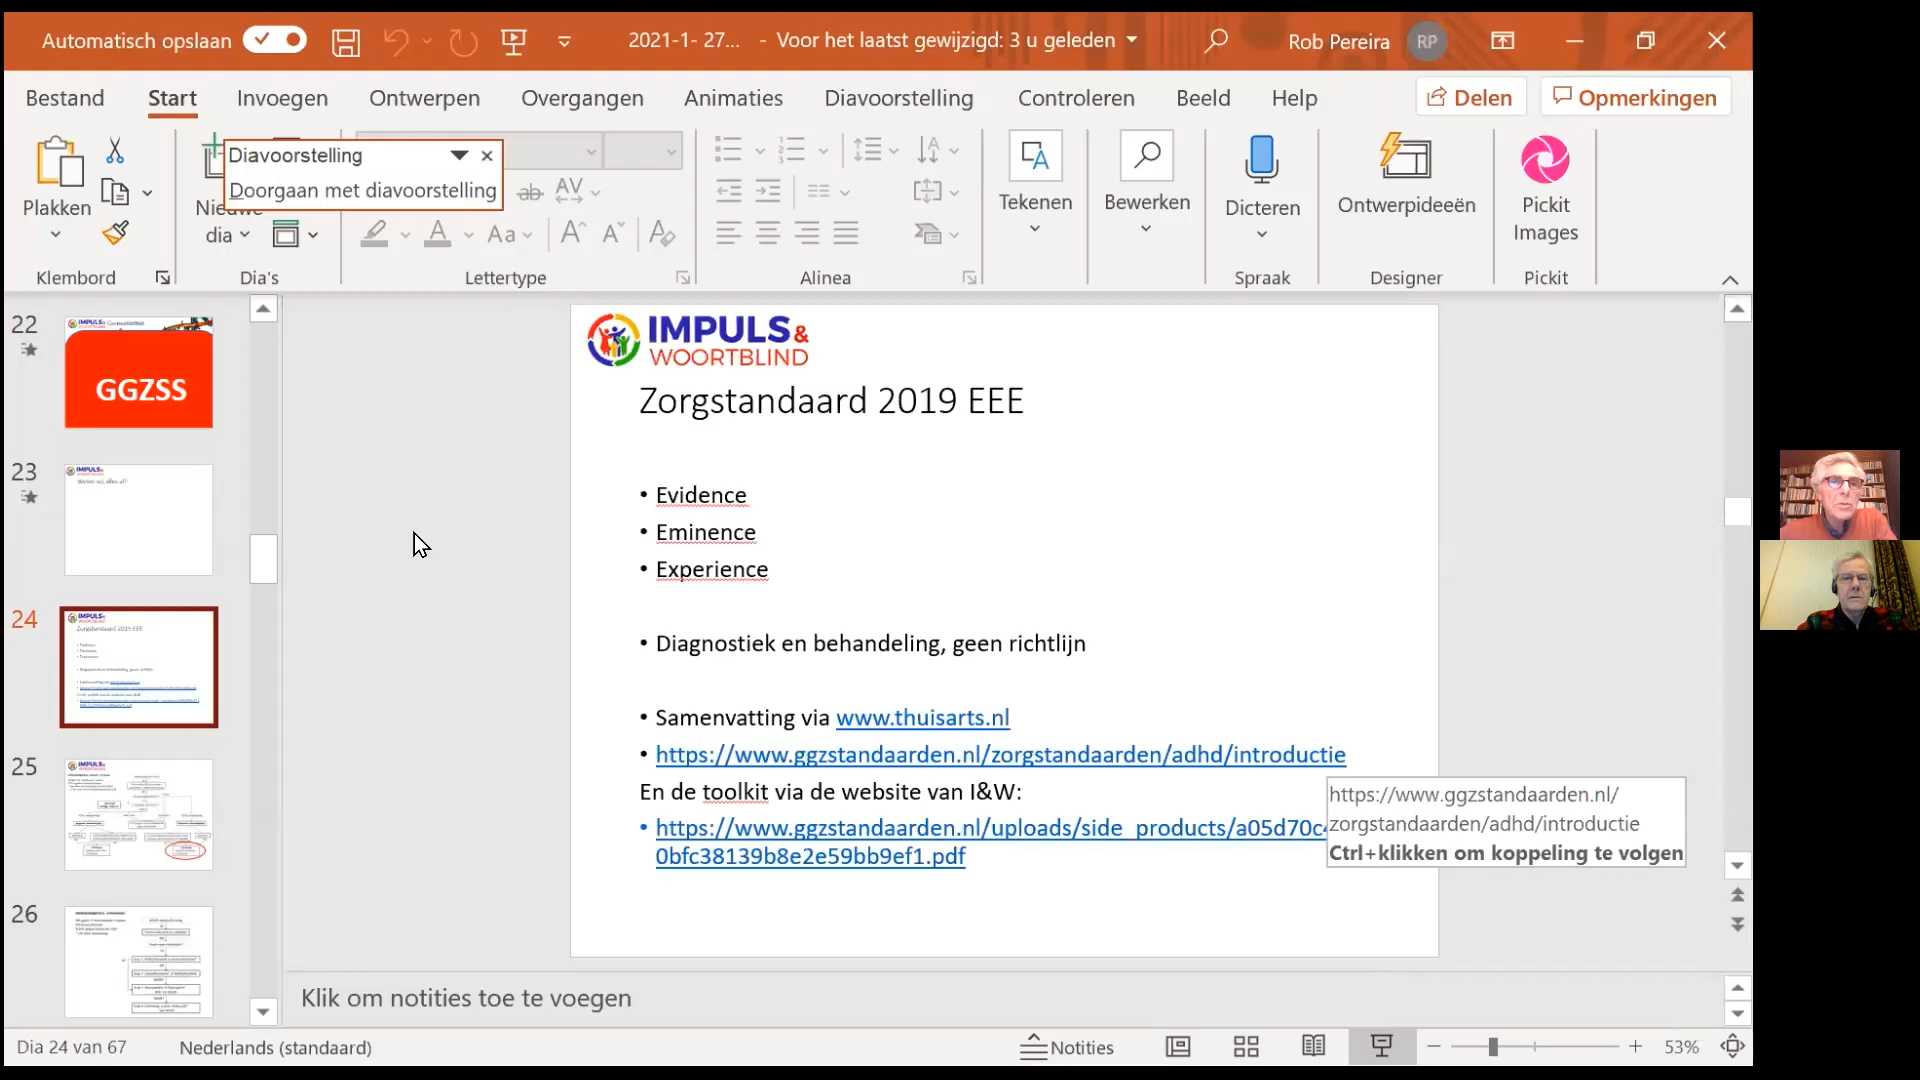 Automatisch opslaan
2021-1- 27... - Voor het laatst gewijzigd: 3 u geleden
Rob Pereira RP
Bestand Start Invoegen Ontwerpen Overgangen Animaties Diavoorstelling Controleren Beeld Help Delen Opmerkingen
Diavoorstelling
Doorgaan met diavoorstelling
Plakken
dia
Aa
Klembord
Dia's
Lettertype
Alinea
Tekenen
Bewerken
Dicteren
Spraak
Ontwerpideeën
Designer
Pickit
Images
Pickit
22
GGZSS
23
24
Zorgstandaard 2019 EEE
25
26
IMPULS &
WOORTBLIND
Zorgstandaard 2019 EEE
• Evidence
• Eminence
• Experience
• Diagnostiek en behandeling, geen richtlijn
• Samenvatting via www.thuisarts.nl
• https://www.ggzstandaarden.nl/zorgstandaarden/adhd/introductie
En de toolkit via de website van I&W:
• https://www.ggzstandaarden.nl/uploads/side_products/a05d70c
0bfc38139b8e2e59bb9ef1.pdf
https://www.ggzstandaarden.nl/
zorgstandaarden/adhd/introductie
Ctrl+klikken om koppeling te volgen
Klik om notities toe te voegen
Dia 24 van 67
Nederlands (standaard)
Notities
53%